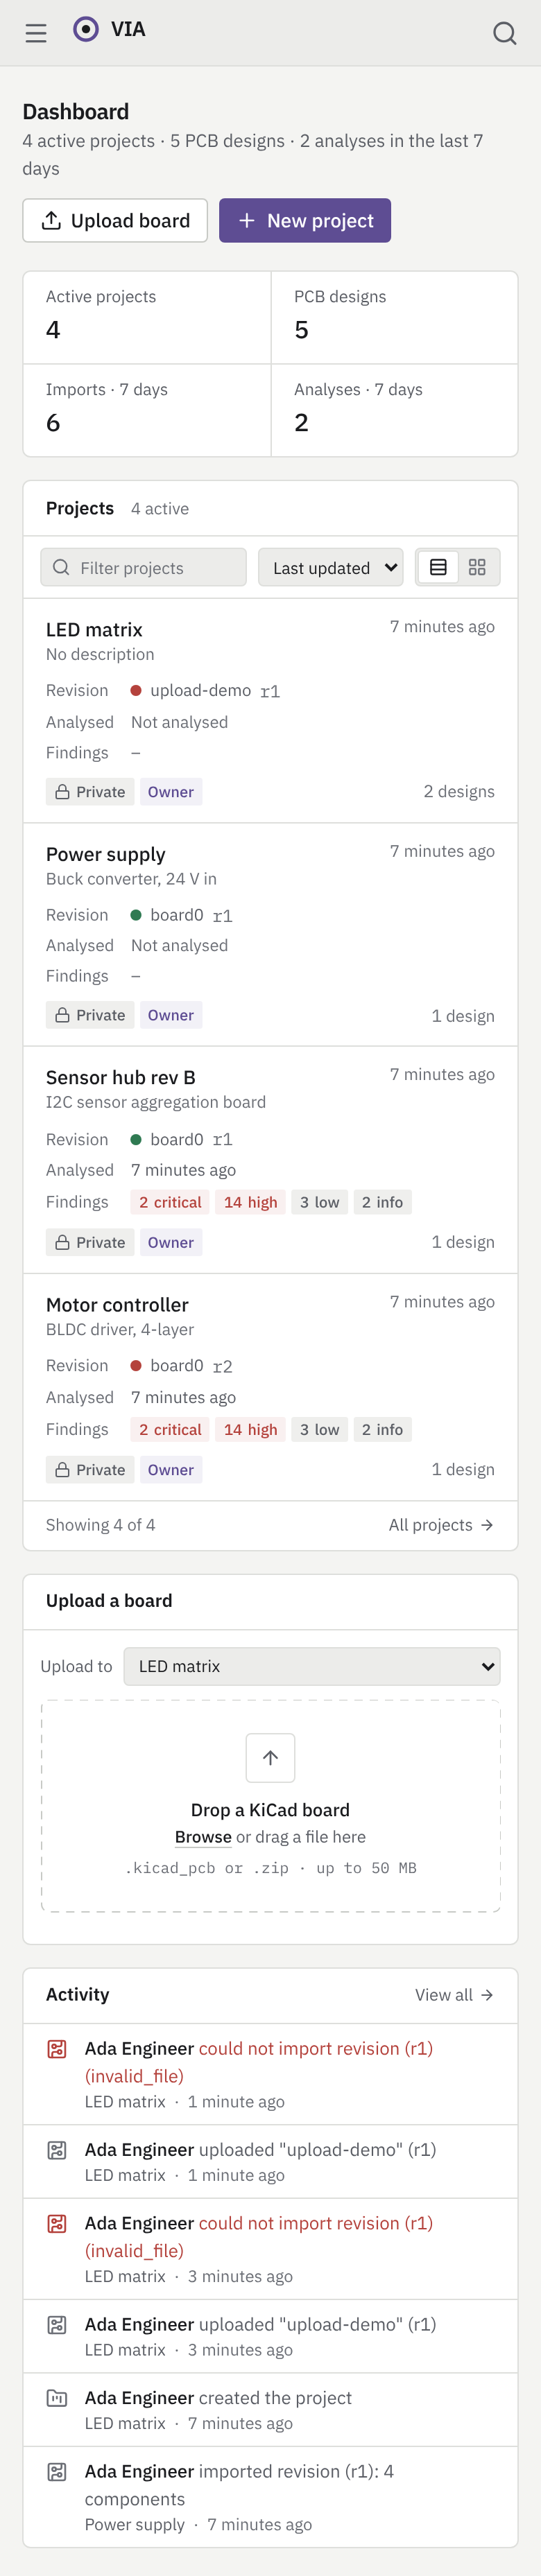 VIA
Dashboard
4 active projects · 5 PCB designs · 2 analyses in the last 7
days
Upload board
New project
Active projects
4
PCB designs
5
Imports · 7 days
6
Analyses · 7 days
2
Projects 4 active
Filter projects
Last updated
LED matrix 7 minutes ago
No description
Revision upload-demo r1
Analysed Not analysed
Findings –
Private Owner 2 designs
Power supply 7 minutes ago
Buck converter, 24 V in
Revision board0 r1
Analysed Not analysed
Findings –
Private Owner 1 design
Sensor hub rev B 7 minutes ago
I2C sensor aggregation board
Revision board0 r1
Analysed 7 minutes ago
Findings 2 critical 14 high 3 low 2 info
Private Owner 1 design
Motor controller 7 minutes ago
BLDC driver, 4-layer
Revision board0 r2
Analysed 7 minutes ago
Findings 2 critical 14 high 3 low 2 info
Private Owner 1 design
Showing 4 of 4 All projects →
Upload a board
Upload to LED matrix
Drop a KiCad board
Browse or drag a file here
.kicad_pcb or .zip · up to 50 MB
Activity View all →
Ada Engineer could not import revision (r1)
(invalid_file)
LED matrix · 1 minute ago
Ada Engineer uploaded "upload-demo" (r1)
LED matrix · 1 minute ago
Ada Engineer could not import revision (r1)
(invalid_file)
LED matrix · 3 minutes ago
Ada Engineer uploaded "upload-demo" (r1)
LED matrix · 3 minutes ago
Ada Engineer created the project
LED matrix · 7 minutes ago
Ada Engineer imported revision (r1): 4
components
Power supply · 7 minutes ago